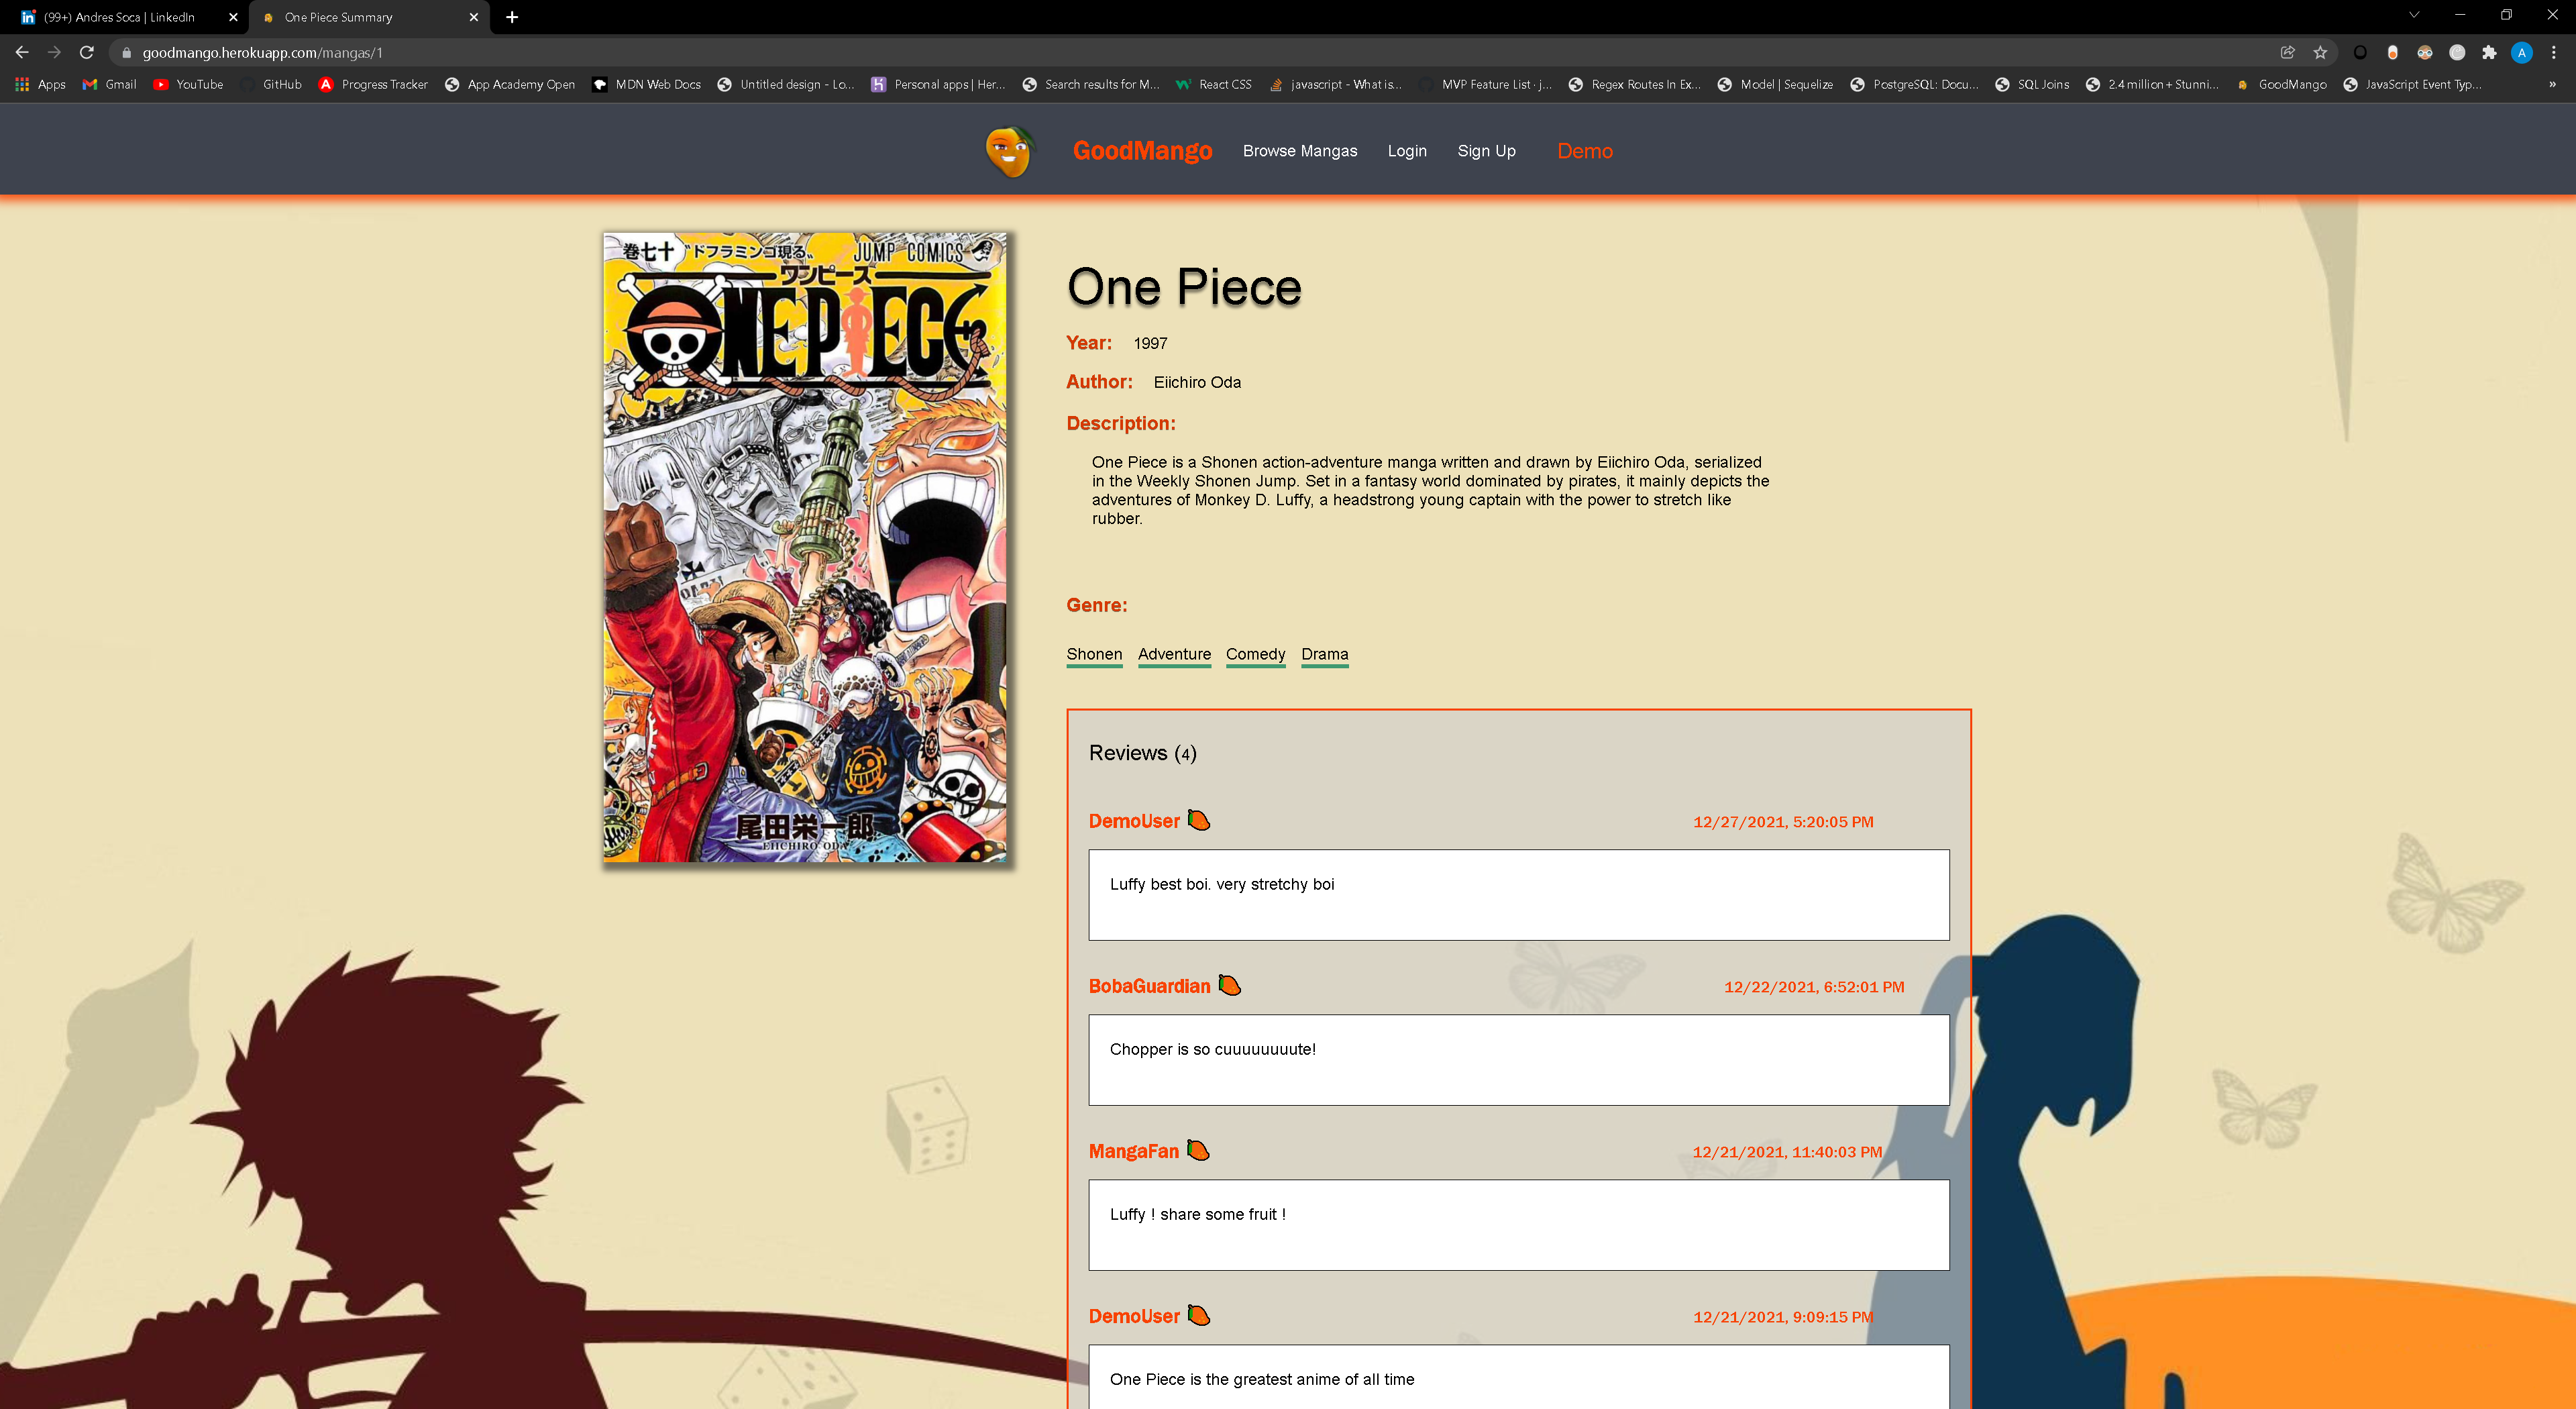 (99+) Andres Soca | LinkedIn
One Piece Summary
goodmango.herokuapp.com/mangas/1
A
Apps
Gmail
YouTube
GitHub
Progress Tracker
App Academy Open
MDN Web Docs
Untitled design - Lo...
Personal apps | Her...
Search results for M...
React CSS
javascript - What is...
MVP Feature List · j...
Regex Routes In Ex...
Model | Sequelize
PostgreSQL: Docu...
SQL Joins
2.4 million+ Stunni...
GoodMango
JavaScript Event Typ...
»
GoodMango
Browse Mangas
Login
Sign Up
Demo
巻七十 "ドフラミンゴ現る" JUMP COMICS
ワンピース
ONE PIECE
尾田栄一郎
EIICHIRO ODA
One Piece
Year: 1997
Author: Eiichiro Oda
Description:
One Piece is a Shonen action-adventure manga written and drawn by Eiichiro Oda, serialized
in the Weekly Shonen Jump. Set in a fantasy world dominated by pirates, it mainly depicts the
adventures of Monkey D. Luffy, a headstrong young captain with the power to stretch like
rubber.
Genre:
Shonen Adventure Comedy Drama
Reviews (4)
DemoUser 12/27/2021, 5:20:05 PM
Luffy best boi. very stretchy boi
BobaGuardian 12/22/2021, 6:52:01 PM
Chopper is so cuuuuuuuute!
MangaFan 12/21/2021, 11:40:03 PM
Luffy ! share some fruit !
DemoUser 12/21/2021, 9:09:15 PM
One Piece is the greatest anime of all time